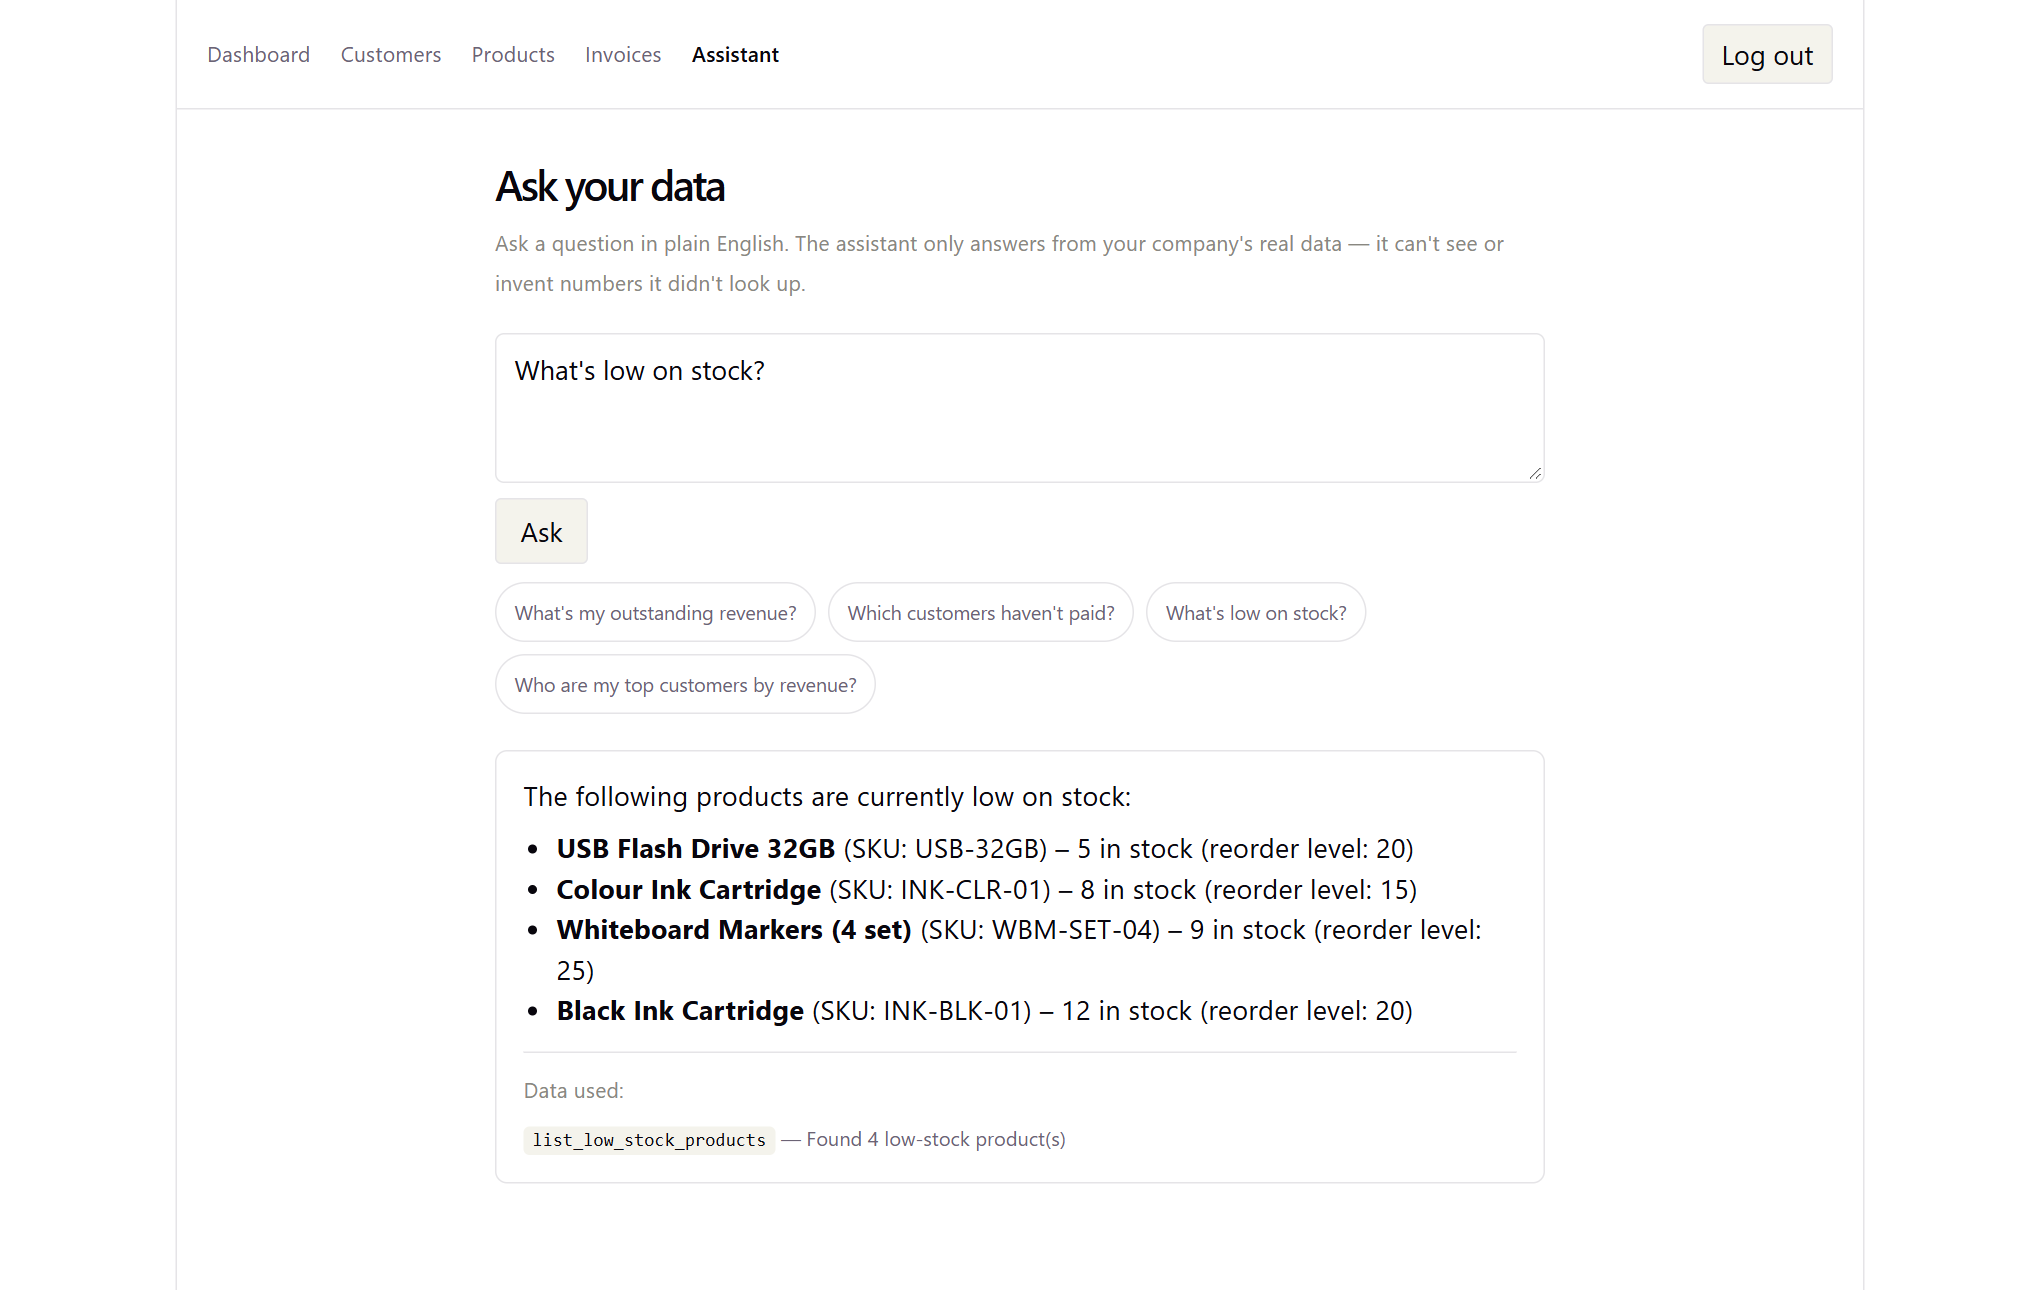 Dashboard Customers Products Invoices Assistant Log out
Ask your data
Ask a question in plain English. The assistant only answers from your company's real data — it can't see or
invent numbers it didn't look up.
What's low on stock?
Ask
What's my outstanding revenue? Which customers haven't paid? What's low on stock?
Who are my top customers by revenue?
The following products are currently low on stock:
• USB Flash Drive 32GB (SKU: USB-32GB) – 5 in stock (reorder level: 20)
• Colour Ink Cartridge (SKU: INK-CLR-01) – 8 in stock (reorder level: 15)
• Whiteboard Markers (4 set) (SKU: WBM-SET-04) – 9 in stock (reorder level:
25)
• Black Ink Cartridge (SKU: INK-BLK-01) – 12 in stock (reorder level: 20)
Data used:
list_low_stock_products — Found 4 low-stock product(s)